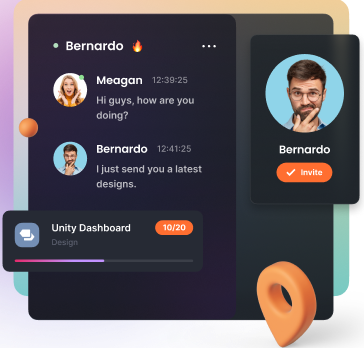 Bernardo 🔥
Meagan 12:39:25
Hi guys, how are you
doing?
Bernardo 12:41:25
I just send you a latest
designs.
Bernardo
Invite
Unity Dashboard 10/20
Design